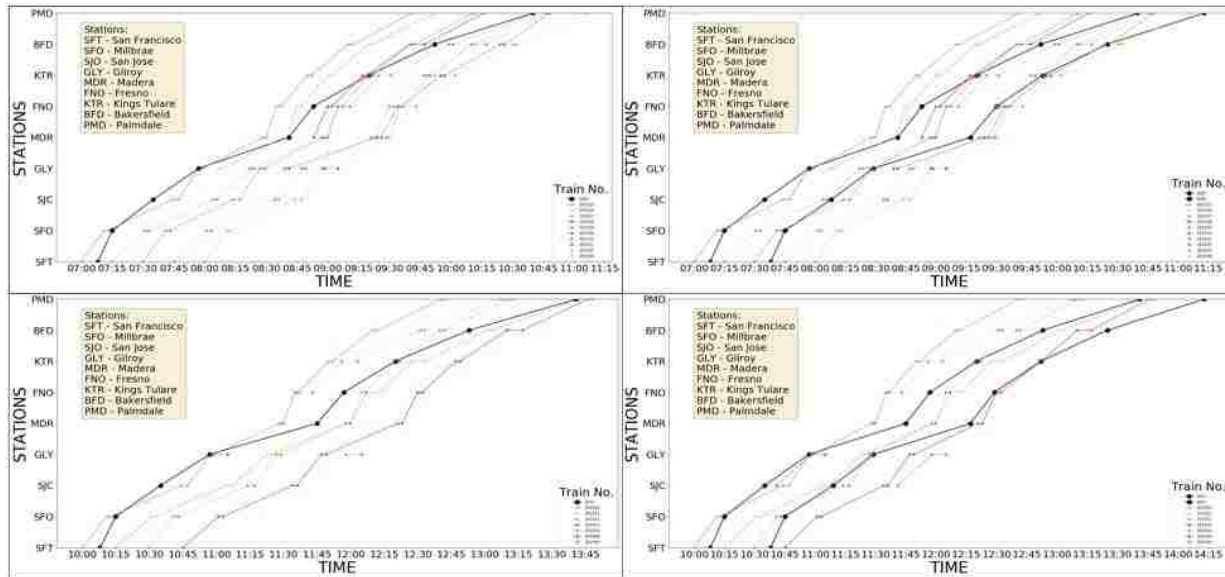 PMD
BFD
KTR
FNO
MDR
GLY
SJC
SFO
SFT
STATIONS
Stations:
SFT - San Francisco
SFO - Millbrae
SJO - San Jose
GLY - Gilroy
MDR - Madera
FNO - Fresno
KTR - Kings Tulare
BFD - Bakersfield
PMD - Palmdale
Train No.
07:00 07:15 07:30 07:45 08:00 08:15 08:30 08:45 09:00 09:15 09:30 09:45 10:00 10:15 10:30 10:45 11:00 11:15
TIME
PMD
BFD
KTR
FNO
MDR
GLY
SJC
SFO
SFT
STATIONS
Stations:
SFT - San Francisco
SFO - Millbrae
SJO - San Jose
GLY - Gilroy
MDR - Madera
FNO - Fresno
KTR - Kings Tulare
BFD - Bakersfield
PMD - Palmdale
Train No.
07:00 07:15 07:30 07:45 08:00 08:15 08:30 08:45 09:00 09:15 09:30 09:45 10:00 10:15 10:30 10:45 11:00 11:15
TIME
PMD
BFD
KTR
FNO
MDR
GLY
SJC
SFO
SFT
STATIONS
Stations:
SFT - San Francisco
SFO - Millbrae
SJO - San Jose
GLY - Gilroy
MDR - Madera
FNO - Fresno
KTR - Kings Tulare
BFD - Bakersfield
PMD - Palmdale
Train No.
10:00 10:15 10:30 10:45 11:00 11:15 11:30 11:45 12:00 12:15 12:30 12:45 13:00 13:15 13:30 13:45
TIME
PMD
BFD
KTR
FNO
MDR
GLY
SJC
SFO
SFT
STATIONS
Stations:
SFT - San Francisco
SFO - Millbrae
SJO - San Jose
GLY - Gilroy
MDR - Madera
FNO - Fresno
KTR - Kings Tulare
BFD - Bakersfield
PMD - Palmdale
Train No.
10:00 10:15 10:30 10:45 11:00 11:15 11:30 11:45 12:00 12:15 12:30 12:45 13:00 13:15 13:30 13:45 14:00 14:15
TIME